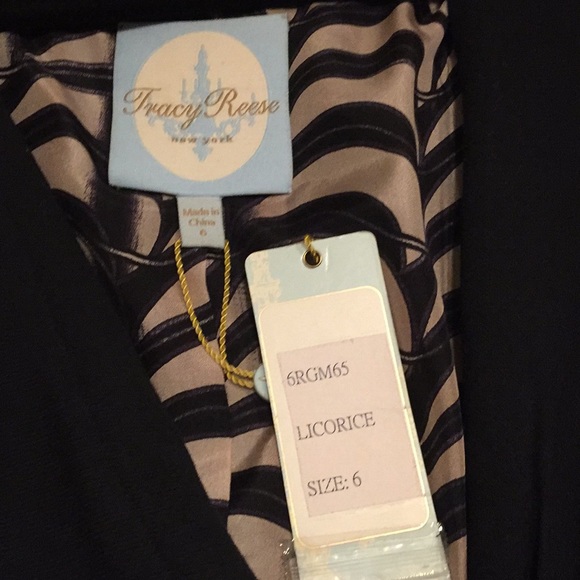 Tracy Reese
new york
Made in
China
6
6RGM65
LICORICE
SIZE: 6